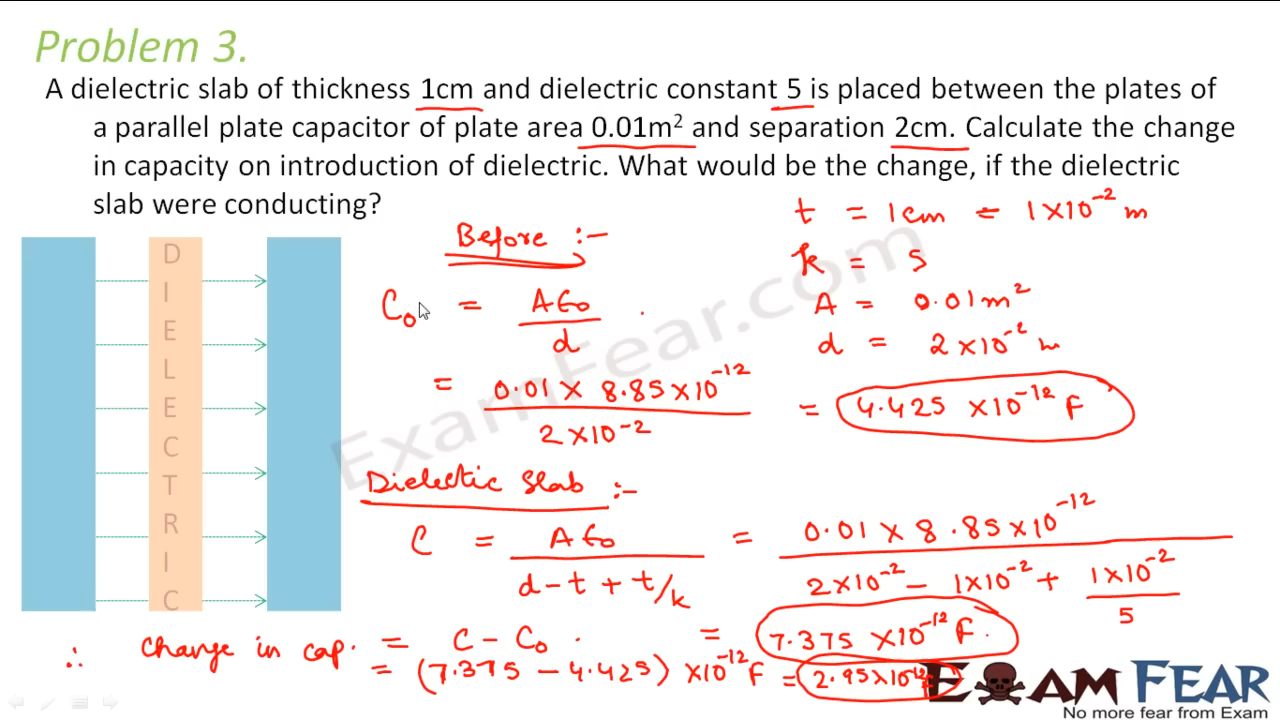 Problem 3.
A dielectric slab of thickness 1cm and dielectric constant 5 is placed between the plates of
a parallel plate capacitor of plate area 0.01m² and separation 2cm. Calculate the change
in capacity on introduction of dielectric. What would be the change, if the dielectric
slab were conducting?
t = 1cm = 1×10⁻² m
Before :-
k = 5
C₀ = A ε₀ / d
A = 0.01m²
d = 2×10⁻² m
= 0.01 × 8.85×10⁻¹² / 2×10⁻² = 4.425 ×10⁻¹² F
Dielectic Slab :-
C = A ε₀ / d-t + t/k = 0.01 × 8.85×10⁻¹² / 2×10⁻² - 1×10⁻² + 1×10⁻² / 5
= 7.375 ×10⁻¹² F.
∴ Change in cap. = C - C₀.
= (7.375 - 4.425) ×10⁻¹² F = 2.95×10⁻¹² F
DIELECTRIC
ExamFear.com
EXAM FEAR
No more fear from Exam